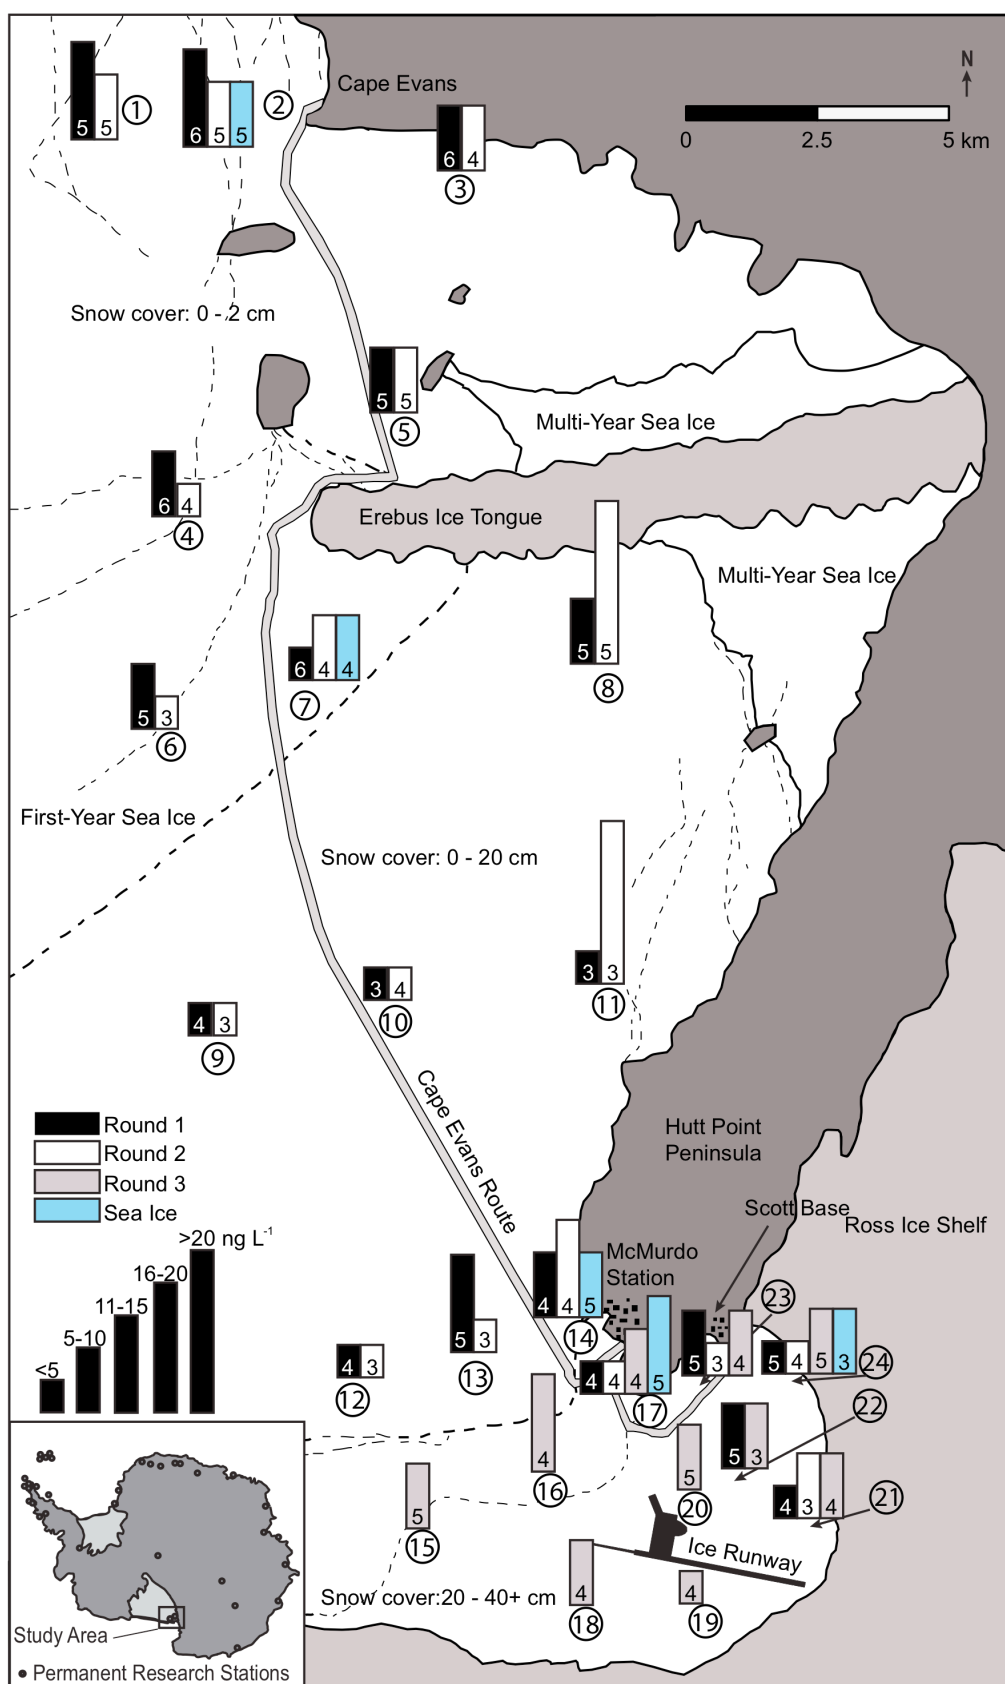 N
Cape Evans
0 2.5 5 km
5 5 1
6 5 5 2
6 4 3
Snow cover: 0 - 2 cm
5 5
5
Multi-Year Sea Ice
6 4
4
Erebus Ice Tongue
Multi-Year Sea Ice
6 4 4
7
5 5
8
5 3
6
First-Year Sea Ice
Snow cover: 0 - 20 cm
3 4
10
3 3
11
4 3
9
Cape Evans Route
Round 1
Round 2
Round 3
Sea Ice
>20 ng L-1
16-20
11-15
5-10
<5
Hutt Point
Peninsula
Scott Base
Ross Ice Shelf
McMurdo
Station
4 4 5
14
5 3
13
4 3
12
4 4 4 5
17
5 3 4
23
5 4 5 3
24
5 3
22
4 3 4
21
4
16
5
20
5
15
Ice Runway
4
18
4
19
Snow cover:20 - 40+ cm
Study Area
Permanent Research Stations